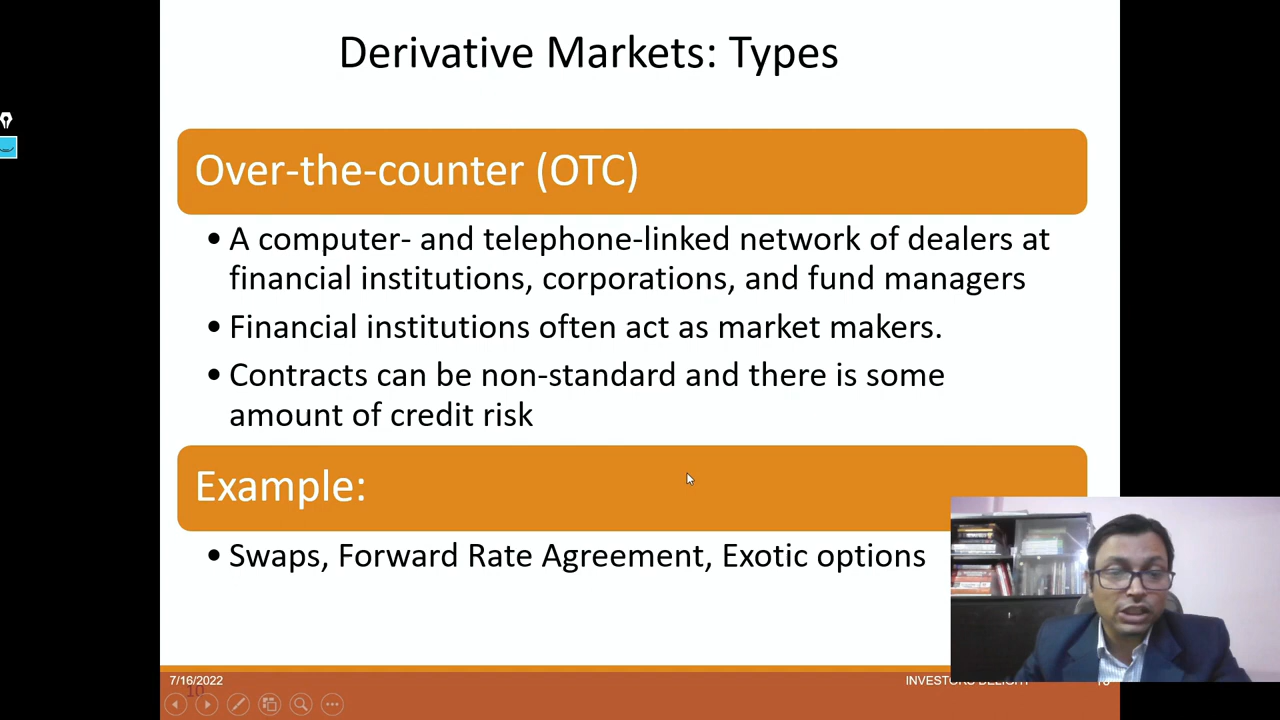 Derivative Markets: Types
Over-the-counter (OTC)
• A computer- and telephone-linked network of dealers at
financial institutions, corporations, and fund managers
• Financial institutions often act as market makers.
• Contracts can be non-standard and there is some
amount of credit risk
Example:
• Swaps, Forward Rate Agreement, Exotic options
7/16/2022
10
INVESTORS DELIGHT